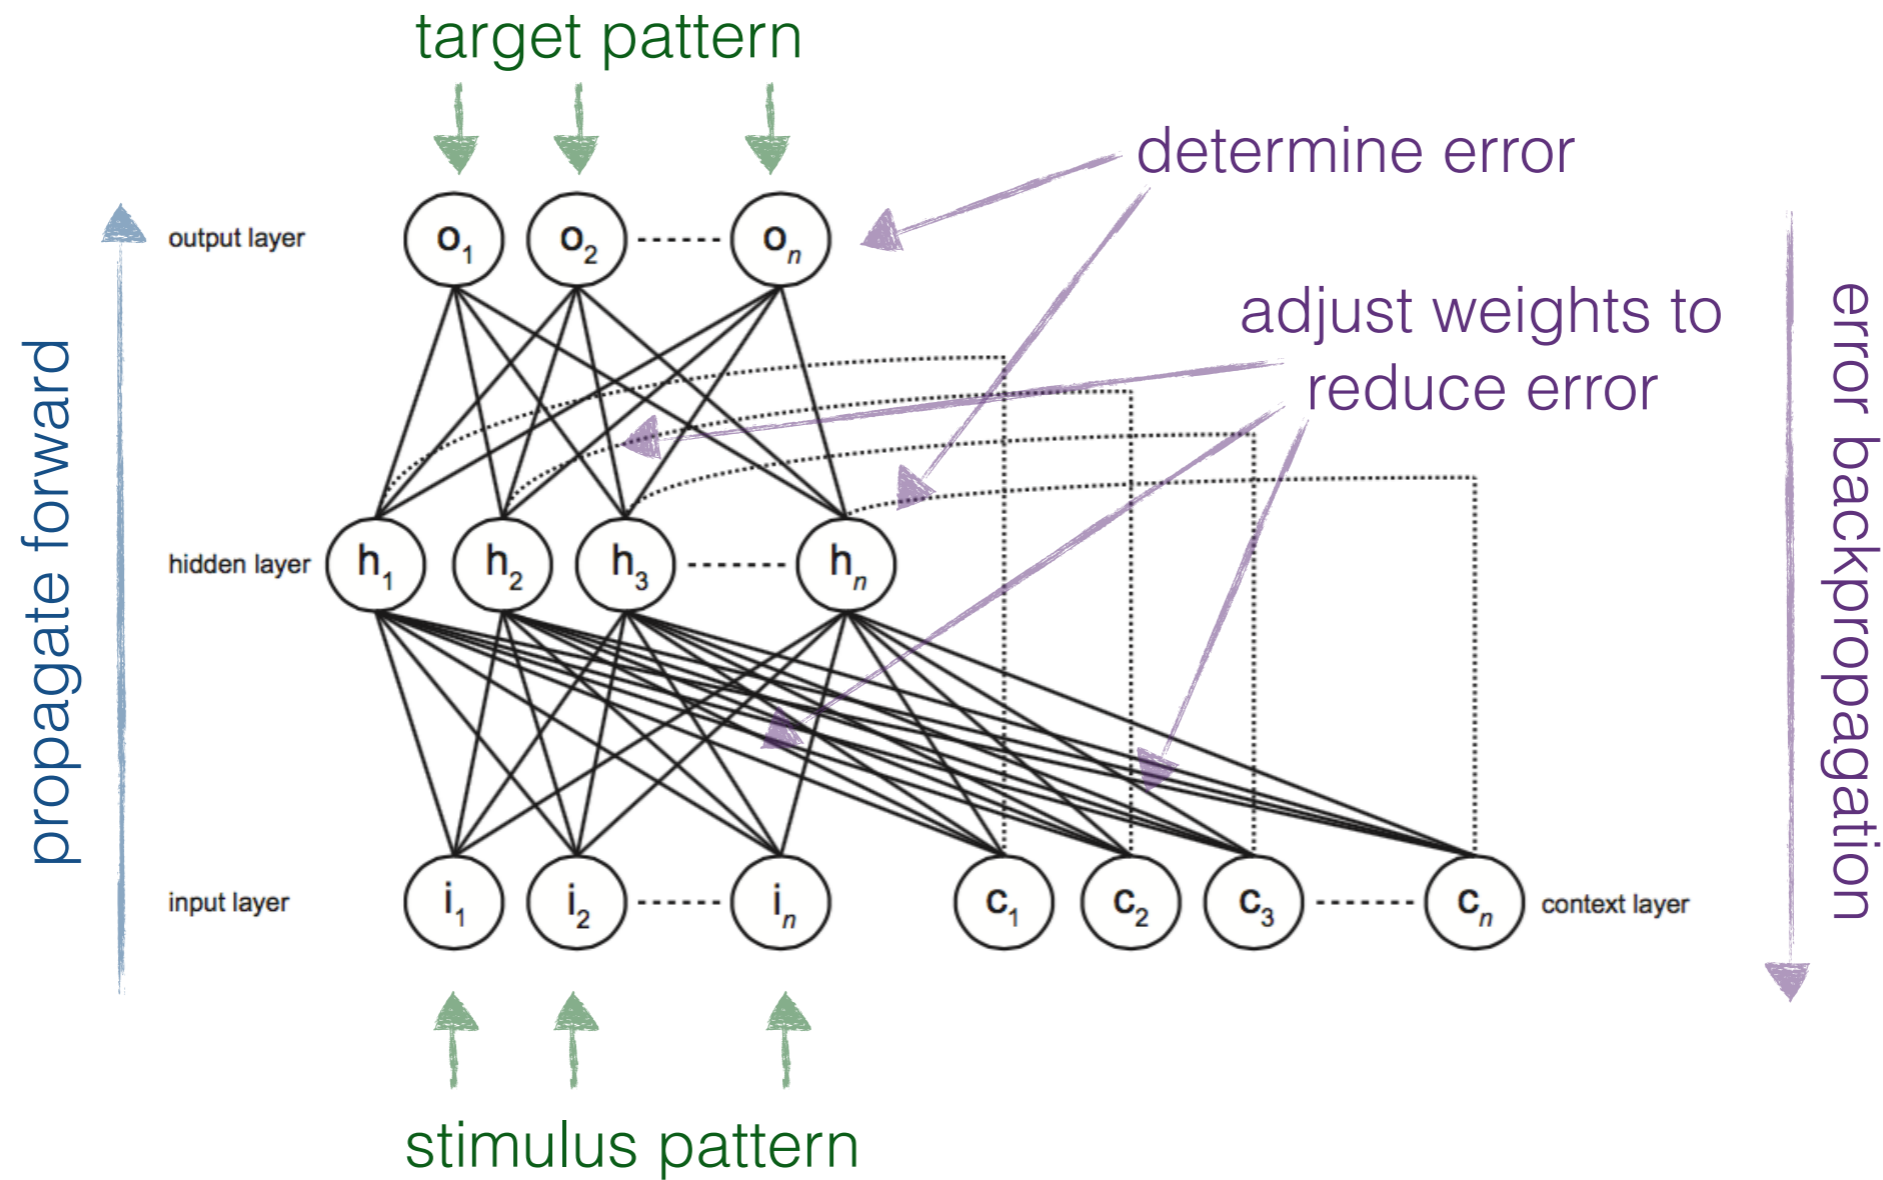 target pattern
determine error
output layer
o1
o2
on
adjust weights to
reduce error
propagate forward
error backpropagation
hidden layer
h1
h2
h3
hn
input layer
i1
i2
in
c1
c2
c3
cn
context layer
stimulus pattern